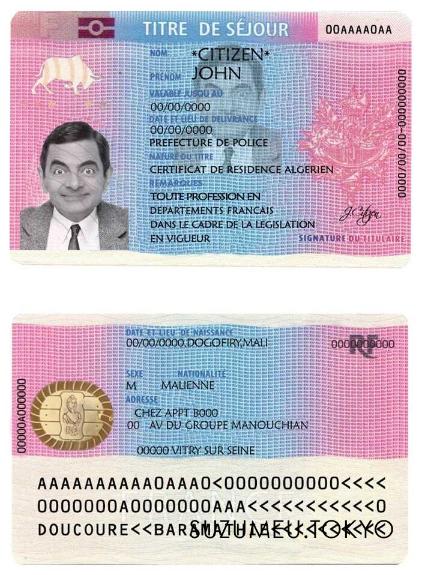 TITRE DE SÉJOUR
00AAAA0AA
NOM *CITIZEN*
PRÉNOM JOHN
VALABLE JUSQU'AU
00/00/0000
DATE ET LIEU DE DELIVRANCE
00/00/0000
PREFECTURE DE POLICE
NATURE DU TITRE
CERTIFICAT DE RESIDENCE ALGERIEN
REMARQUES
TOUTE PROFESSION EN
DEPARTEMENTS FRANCAIS
DANS LE CADRE DE LA LEGISLATION
EN VIGUEUR
J. Citizen
SIGNATURE DU TITULAIRE
0000/00/00-0000000000
DATE ET LIEU DE NAISSANCE
00/00/0000.DOGOFIRY,MALI
0000000000
RF
SEXE NATIONALITÉ
M MALIENNE
ADRESSE
CHEZ APPT B000
00 AV DU GROUPE MANOUCHIAN
00000 VITRY SUR SEINE
00000A000000
AAAAAAAAAA0AAA0<0000000000<<<<
0000000A0000000AAA<<<<<<<<<<<0
DOUCOURE<<BAR
SUZUMEU.TOKYO